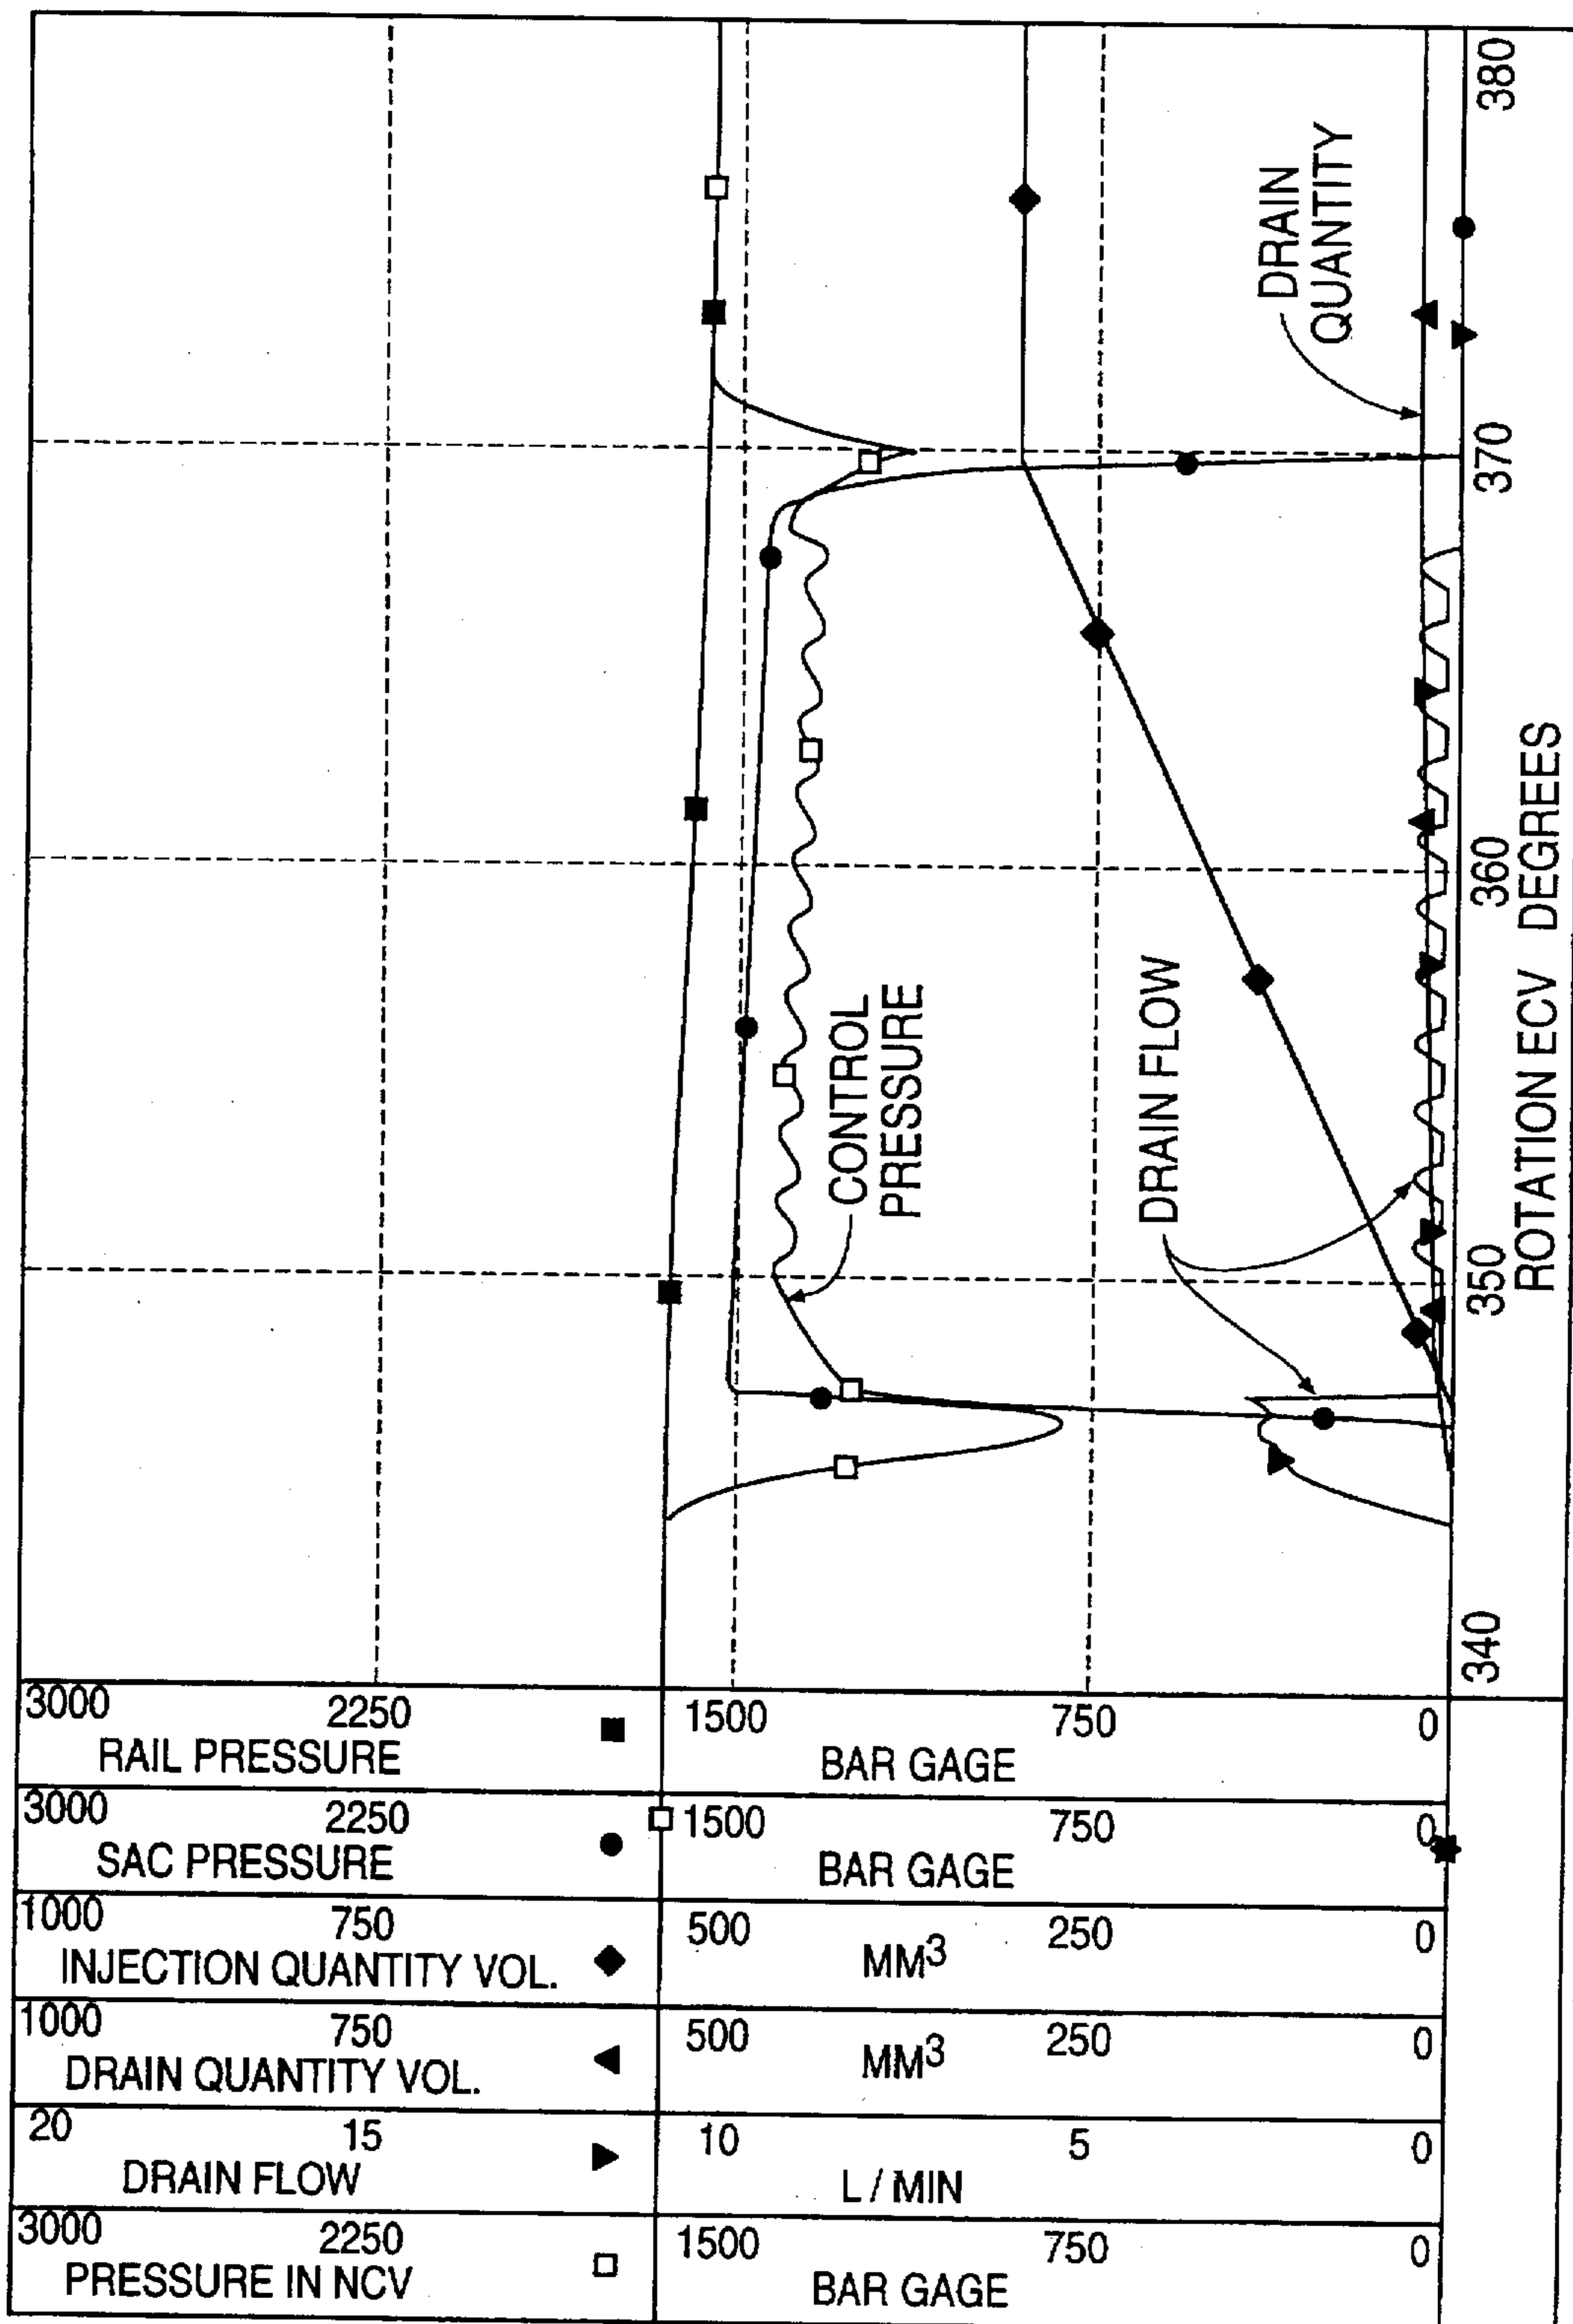 380
DRAIN
QUANTITY
370
360
CONTROL
PRESSURE
DRAIN FLOW
350
340
ROTATION ECV DEGREES
3000 2250 1500 750 0
RAIL PRESSURE BAR GAGE
3000 2250 1500 750 0
SAC PRESSURE BAR GAGE
1000 750 500 250 0
INJECTION QUANTITY VOL. MM³
1000 750 500 250 0
DRAIN QUANTITY VOL. MM³
20 15 10 5 0
DRAIN FLOW L / MIN
3000 2250 1500 750 0
PRESSURE IN NCV BAR GAGE